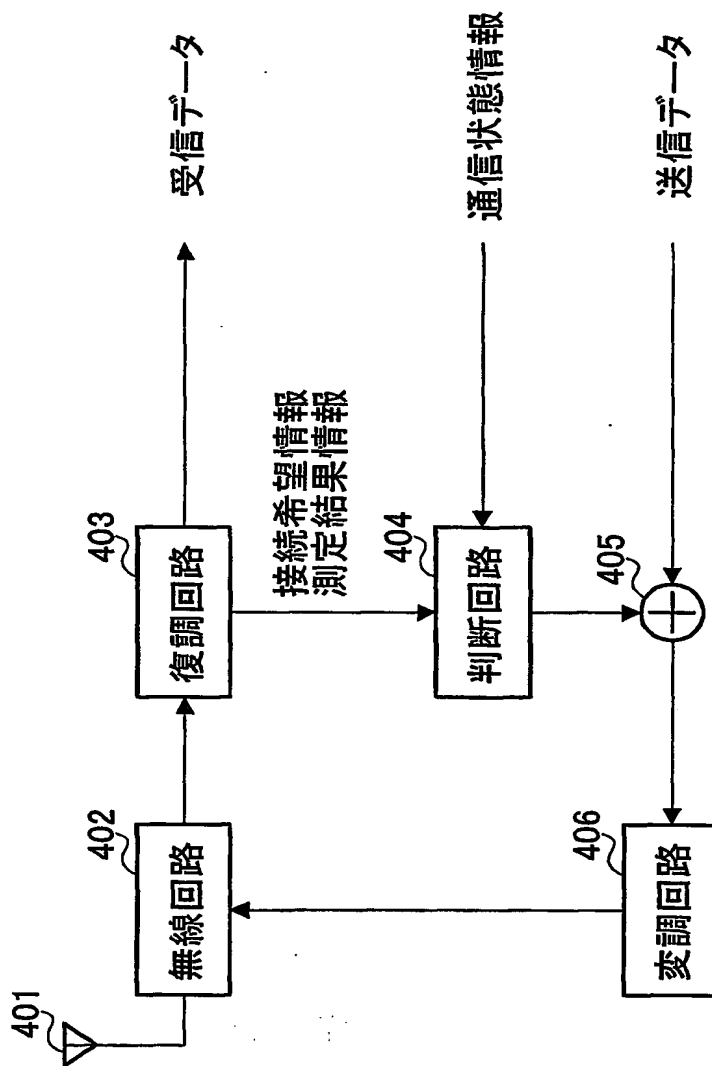 401
402
無線回路
403
復調回路
受信データ
接続希望情報
測定結果情報
404
判断回路
通信状態情報
405
送信データ
406
変調回路